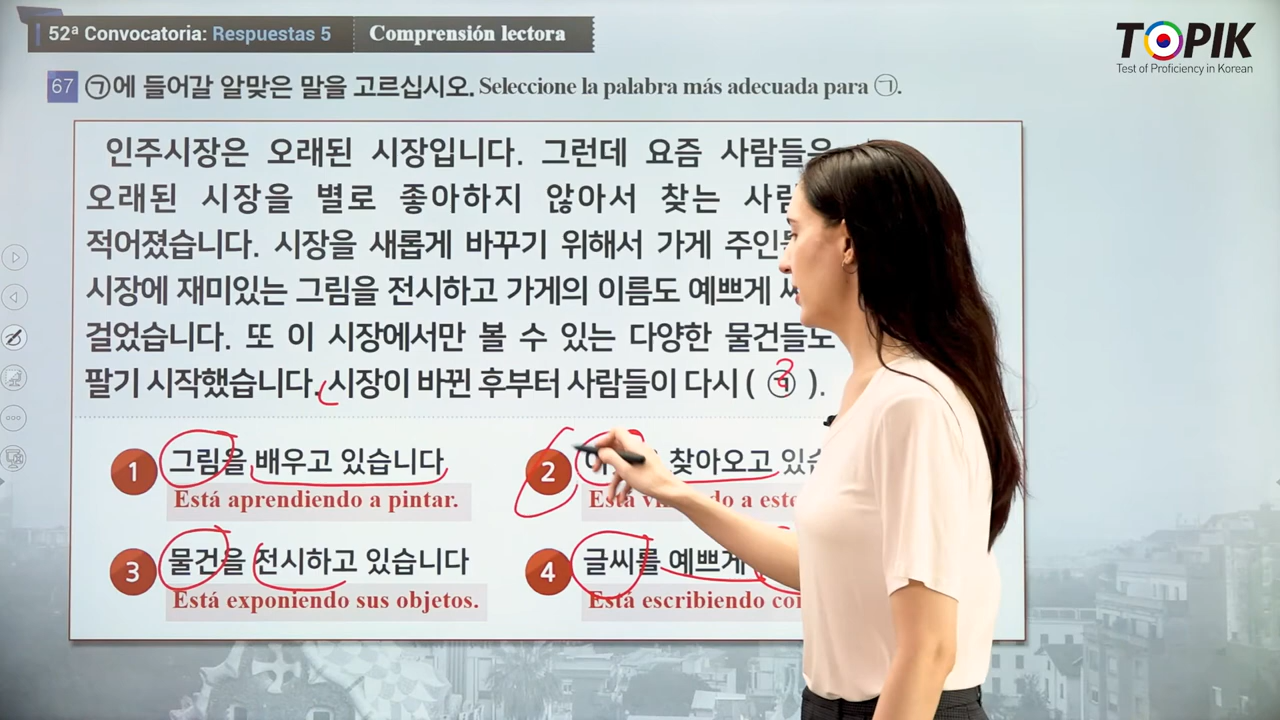 52ª Convocatoria: Respuestas 5 Comprensión lectora
TOPIK
Test of Proficiency in Korean
67 ㉠에 들어갈 알맞은 말을 고르십시오. Seleccione la palabra más adecuada para ㉠.
인주시장은 오래된 시장입니다. 그런데 요즘 사람들은
오래된 시장을 별로 좋아하지 않아서 찾는
적어졌습니다. 시장을 새롭게 바꾸기 위해서 가게
시장에 재미있는 그림을 전시하고 가게의 이름도 예쁘게
걸었습니다. 또 이 시장에서만 볼 수 있는 다양한 물건들도
팔기 시작했습니다. 시장이 바뀐 후부터 사람들이 다시 ( ㉠ ).
1 그림을 배우고 있습니다
Está aprendiendo a pintar.
2 찾아오고
Está a
3 물건을 전시하고 있습니다
Está exponiendo sus objetos.
4 글씨를 예쁘게
Está escribiendo